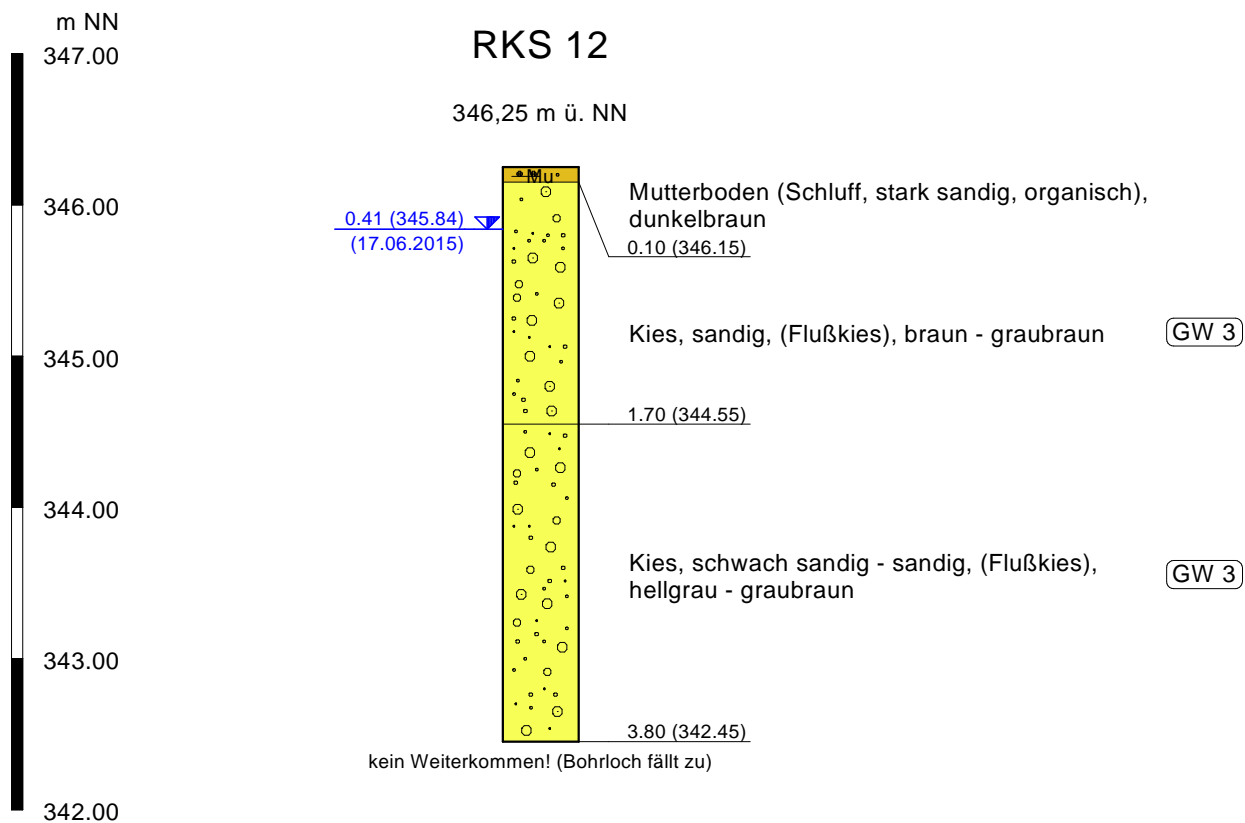 m NN
347.00
RKS 12
346,25 m ü. NN
Mu
Mutterboden (Schluff, stark sandig, organisch),
dunkelbraun
346.00
0.41 (345.84)
(17.06.2015)
0.10 (346.15)
Kies, sandig, (Flußkies), braun - graubraun
GW 3
345.00
1.70 (344.55)
344.00
Kies, schwach sandig - sandig, (Flußkies),
hellgrau - graubraun
GW 3
343.00
3.80 (342.45)
kein Weiterkommen! (Bohrloch fällt zu)
342.00